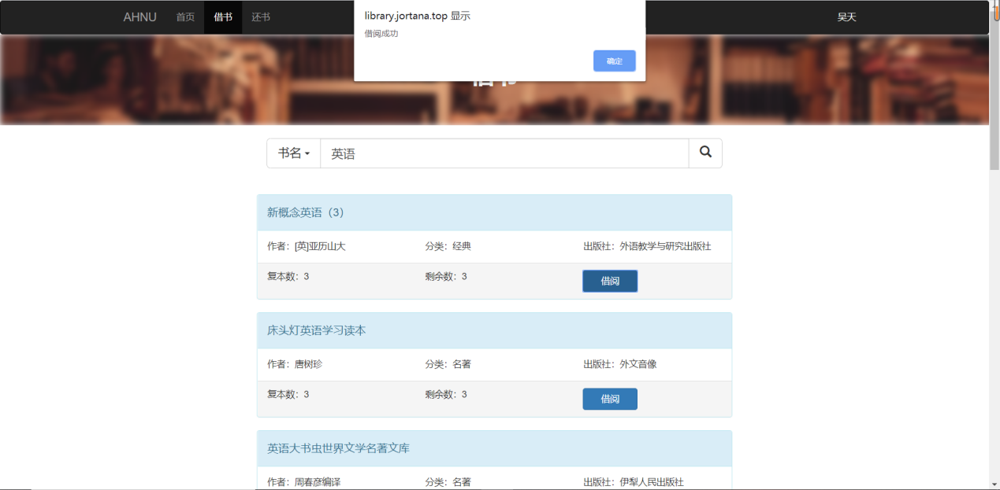 AHNU 首页 借书 还书
library.jortana.top 显示
借阅成功
确定
吴天
书名 英语
新概念英语（3）
作者：[英]亚历山大 分类：经典 出版社：外语教学与研究出版社
复本数：3 剩余数：3 借阅
床头灯英语学习读本
作者：唐树珍 分类：名著 出版社：外文音像
复本数：3 剩余数：3 借阅
英语大书虫世界文学名著文库
作者：周春彦编译 分类：名著 出版社：伊犁人民出版社